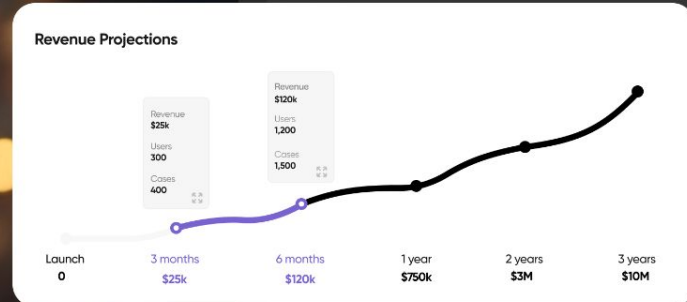 Revenue Projections
Revenue
$25k
Users
300
Cases
400
Revenue
$120k
Users
1,200
Cases
1,500
Launch
0
3 months
$25k
6 months
$120k
1 year
$750k
2 years
$3M
3 years
$10M